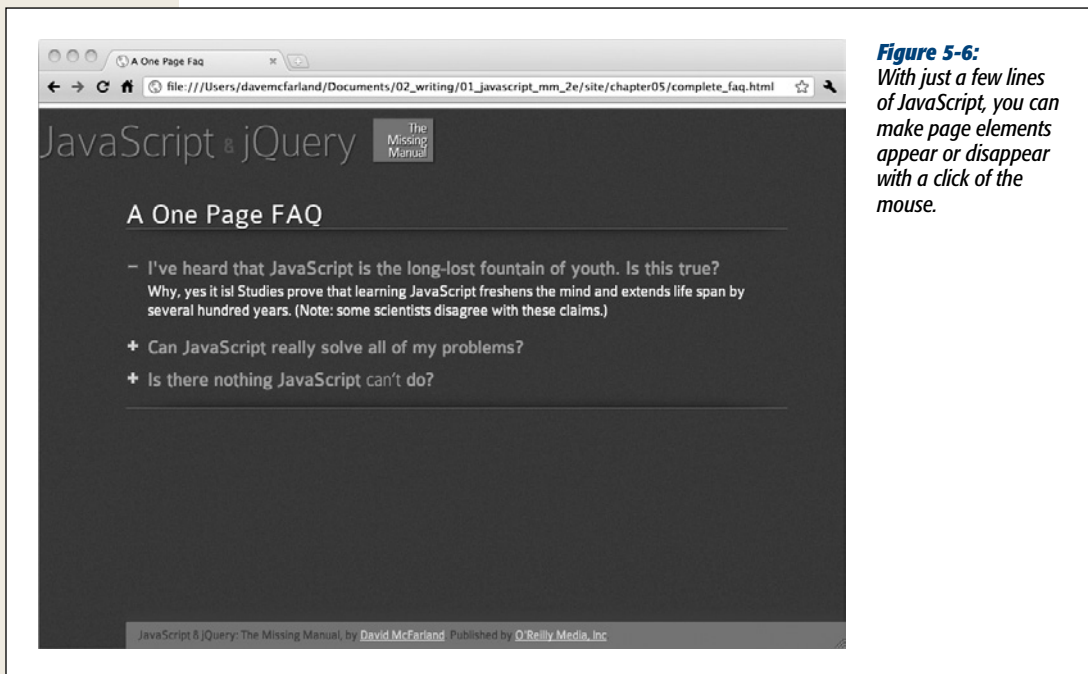 A One Page Faq
file:///Users/davemcfarland/Documents/02_writing/01_javascript_mm_2e/site/chapter05/complete_faq.html
JavaScript & jQuery
The
Missing
Manual
A One Page FAQ
– I've heard that JavaScript is the long-lost fountain of youth. Is this true?
Why, yes it is! Studies prove that learning JavaScript freshens the mind and extends life span by
several hundred years. (Note: some scientists disagree with these claims.)
+ Can JavaScript really solve all of my problems?
+ Is there nothing JavaScript can't do?
JavaScript & jQuery: The Missing Manual, by David McFarland. Published by O'Reilly Media, Inc
Figure 5-6:
With just a few lines
of JavaScript, you can
make page elements
appear or disappear
with a click of the
mouse.